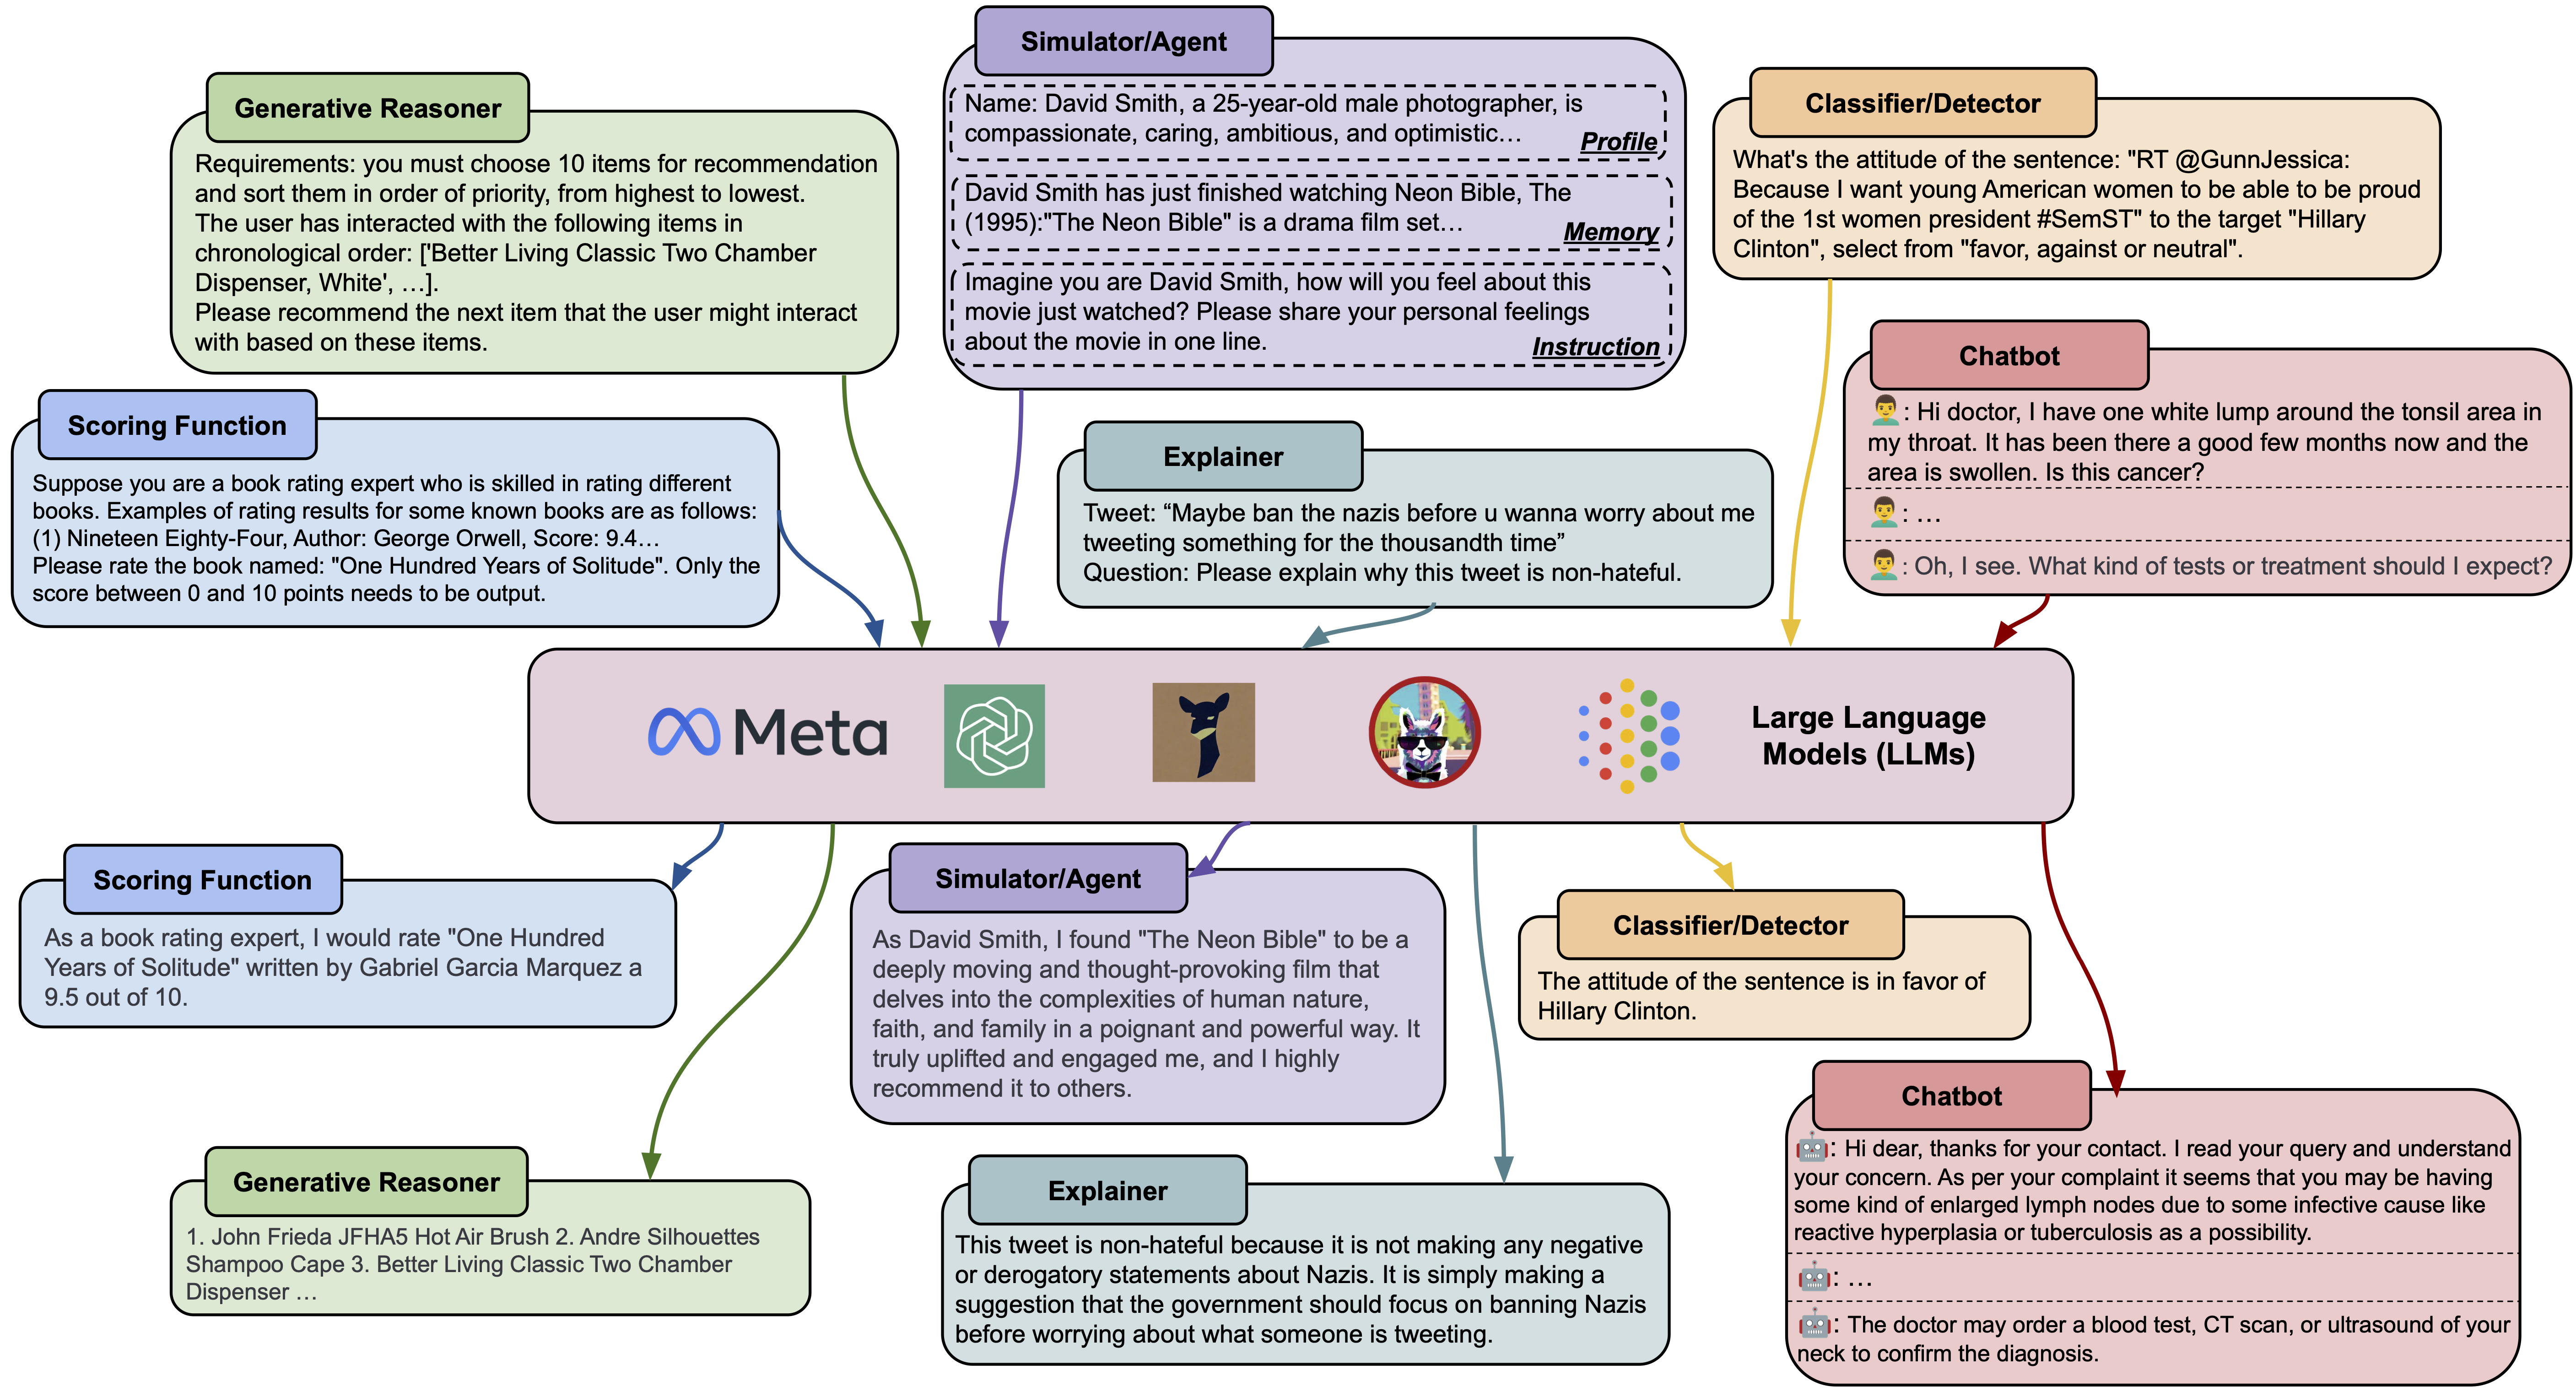 Simulator/Agent
Name: David Smith, a 25-year-old male photographer, is
compassionate, caring, ambitious, and optimistic…
Profile
David Smith has just finished watching Neon Bible, The
(1995):"The Neon Bible" is a drama film set…
Memory
Imagine you are David Smith, how will you feel about this
movie just watched? Please share your personal feelings
about the movie in one line.
Instruction
Generative Reasoner
Requirements: you must choose 10 items for recommendation
and sort them in order of priority, from highest to lowest.
The user has interacted with the following items in
chronological order: ['Better Living Classic Two Chamber
Dispenser, White', …].
Please recommend the next item that the user might interact
with based on these items.
Classifier/Detector
What's the attitude of the sentence: "RT @GunnJessica:
Because I want young American women to be able to be proud
of the 1st women president #SemST" to the target "Hillary
Clinton", select from "favor, against or neutral".
Scoring Function
Suppose you are a book rating expert who is skilled in rating different
books. Examples of rating results for some known books are as follows:
(1) Nineteen Eighty-Four, Author: George Orwell, Score: 9.4…
Please rate the book named: "One Hundred Years of Solitude". Only the
score between 0 and 10 points needs to be output.
Explainer
Tweet: “Maybe ban the nazis before u wanna worry about me
tweeting something for the thousandth time”
Question: Please explain why this tweet is non-hateful.
Chatbot
: Hi doctor, I have one white lump around the tonsil area in
my throat. It has been there a good few months now and the
area is swollen. Is this cancer?
: …
: Oh, I see. What kind of tests or treatment should I expect?
Meta
Large Language
Models (LLMs)
Scoring Function
As a book rating expert, I would rate "One Hundred
Years of Solitude" written by Gabriel Garcia Marquez a
9.5 out of 10.
Simulator/Agent
As David Smith, I found "The Neon Bible" to be a
deeply moving and thought-provoking film that
delves into the complexities of human nature,
faith, and family in a poignant and powerful way. It
truly uplifted and engaged me, and I highly
recommend it to others.
Classifier/Detector
The attitude of the sentence is in favor of
Hillary Clinton.
Generative Reasoner
1. John Frieda JFHA5 Hot Air Brush 2. Andre Silhouettes
Shampoo Cape 3. Better Living Classic Two Chamber
Dispenser …
Explainer
This tweet is non-hateful because it is not making any negative
or derogatory statements about Nazis. It is simply making a
suggestion that the government should focus on banning Nazis
before worrying about what someone is tweeting.
Chatbot
: Hi dear, thanks for your contact. I read your query and understand
your concern. As per your complaint it seems that you may be having
some kind of enlarged lymph nodes due to some infective cause like
reactive hyperplasia or tuberculosis as a possibility.
: …
: The doctor may order a blood test, CT scan, or ultrasound of your
neck to confirm the diagnosis.